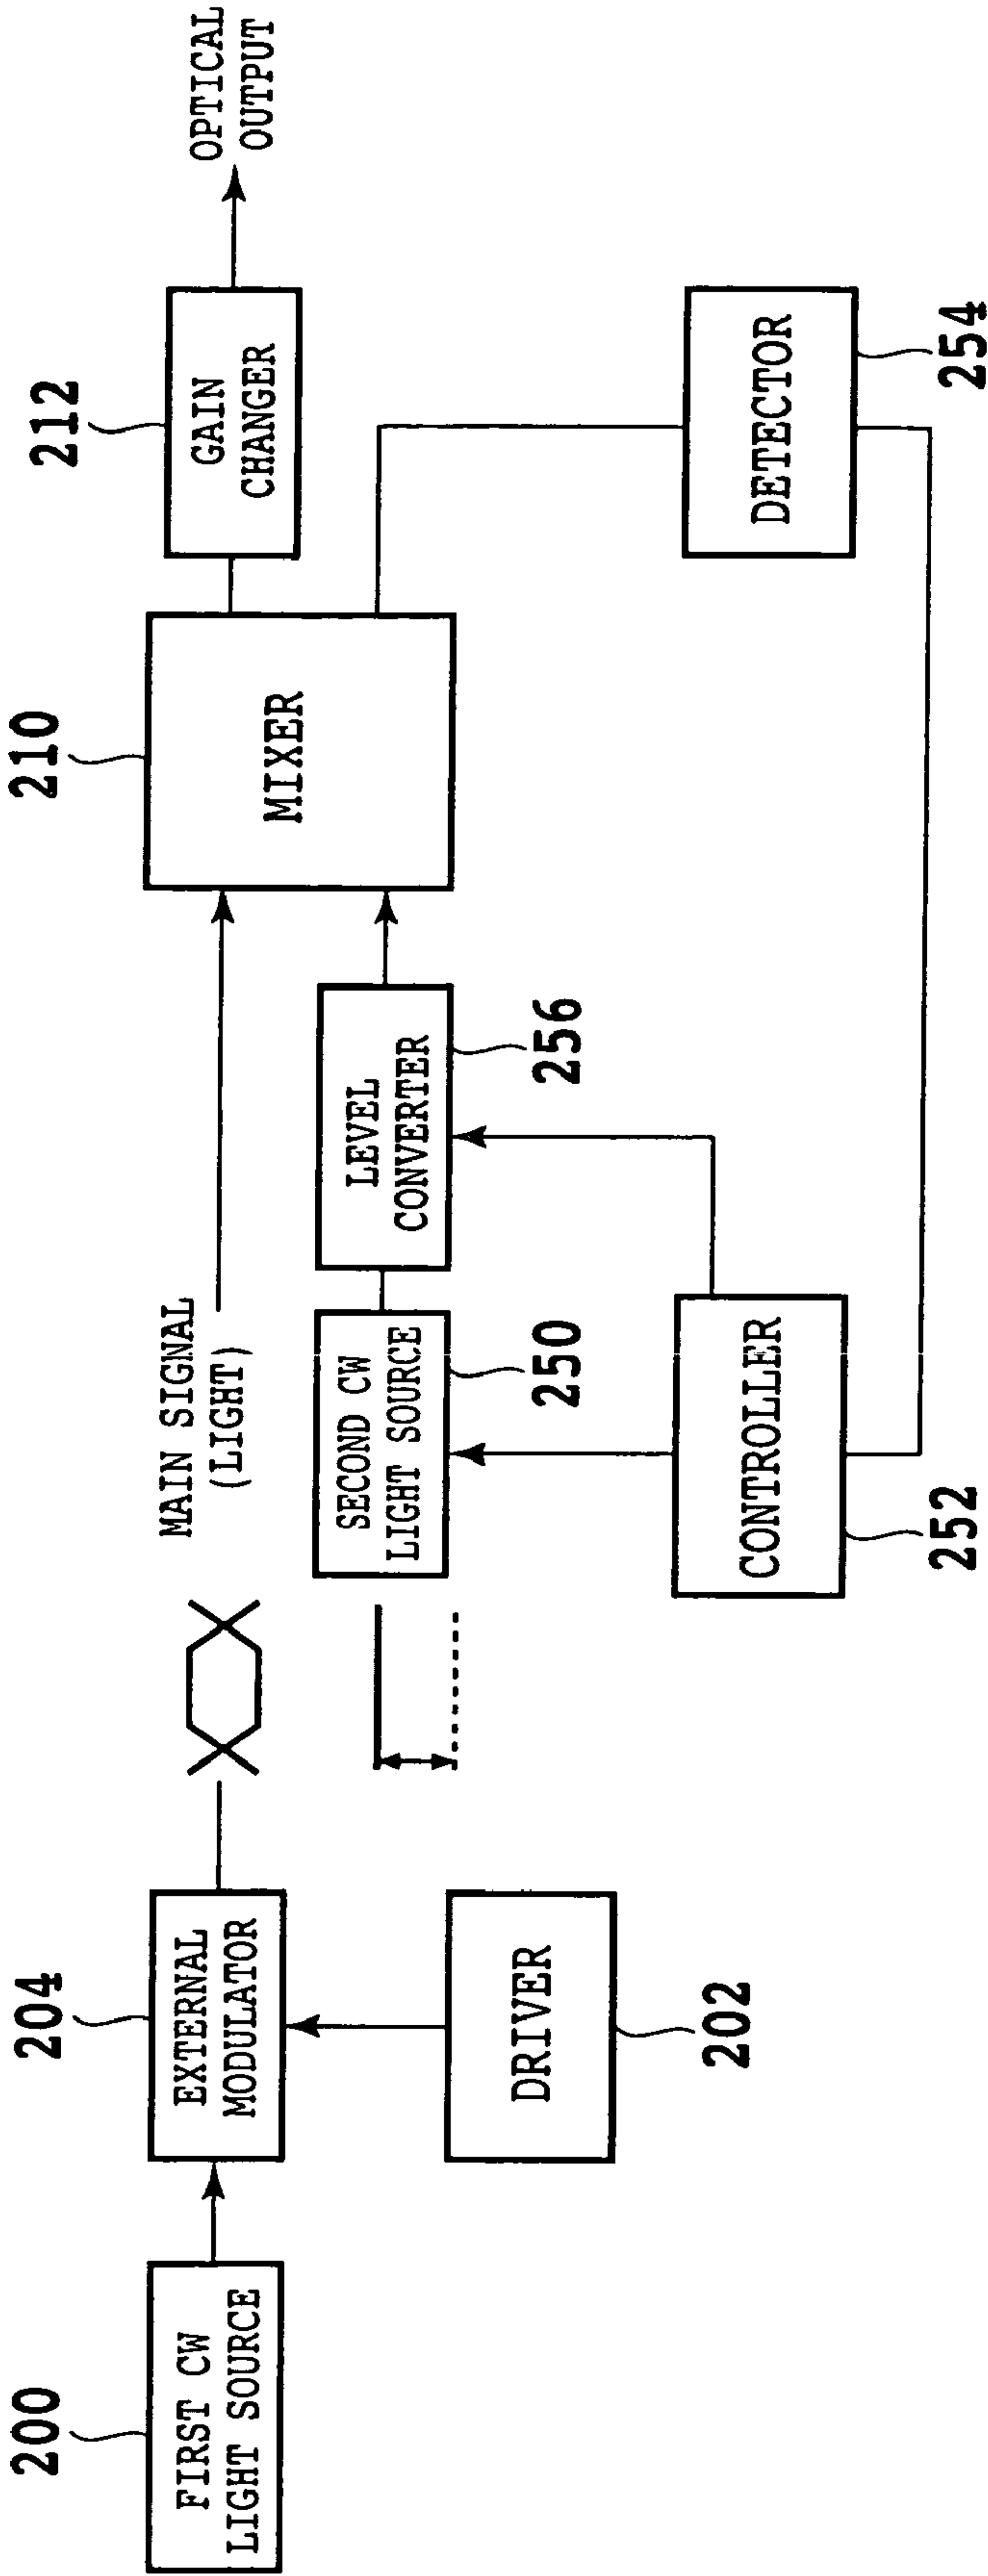 200
FIRST CW
LIGHT SOURCE
204
EXTERNAL
MODULATOR
DRIVER
202
MAIN SIGNAL
(LIGHT)
SECOND CW
LIGHT SOURCE
250
LEVEL
CONVERTER
256
CONTROLLER
252
210
MIXER
212
GAIN
CHANGER
OPTICAL
OUTPUT
DETECTOR
254